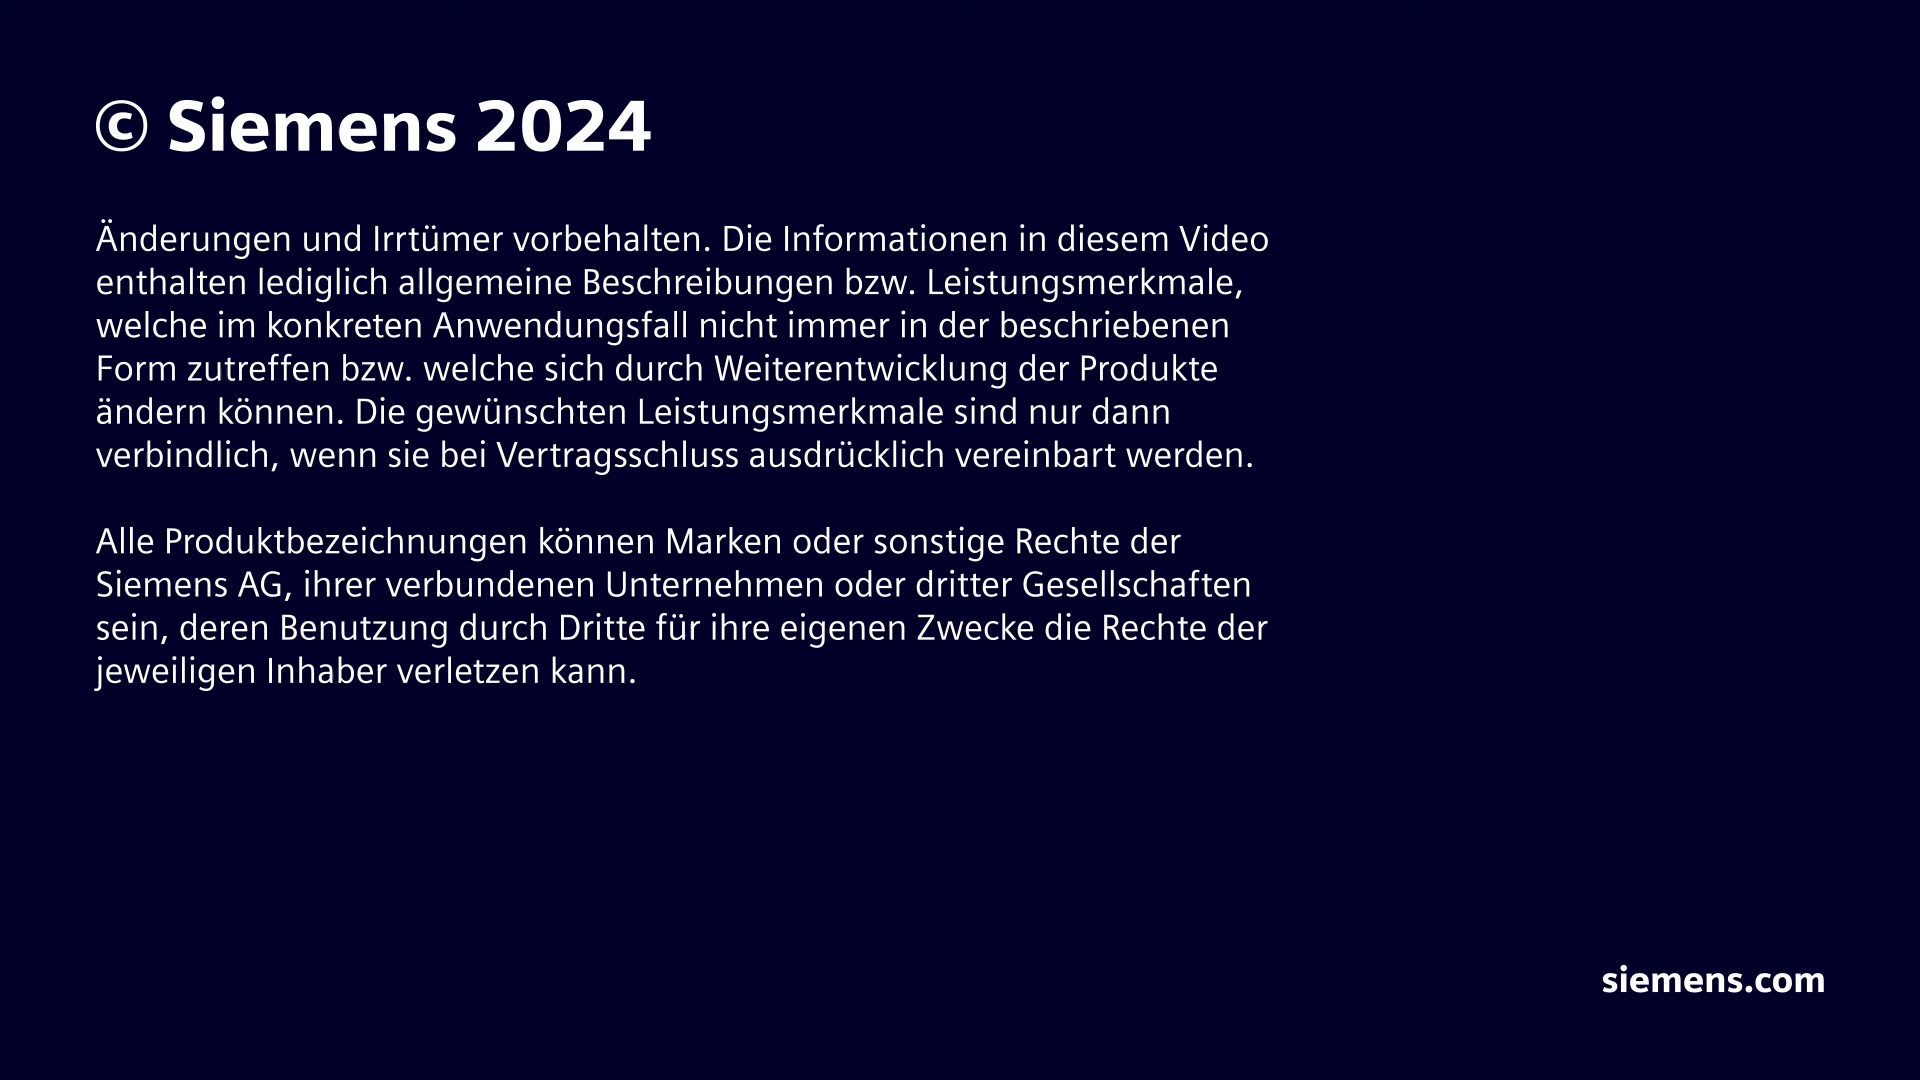 © Siemens 2024
Änderungen und Irrtümer vorbehalten. Die Informationen in diesem Video
enthalten lediglich allgemeine Beschreibungen bzw. Leistungsmerkmale,
welche im konkreten Anwendungsfall nicht immer in der beschriebenen
Form zutreffen bzw. welche sich durch Weiterentwicklung der Produkte
ändern können. Die gewünschten Leistungsmerkmale sind nur dann
verbindlich, wenn sie bei Vertragsschluss ausdrücklich vereinbart werden.
Alle Produktbezeichnungen können Marken oder sonstige Rechte der
Siemens AG, ihrer verbundenen Unternehmen oder dritter Gesellschaften
sein, deren Benutzung durch Dritte für ihre eigenen Zwecke die Rechte der
jeweiligen Inhaber verletzen kann.
siemens.com